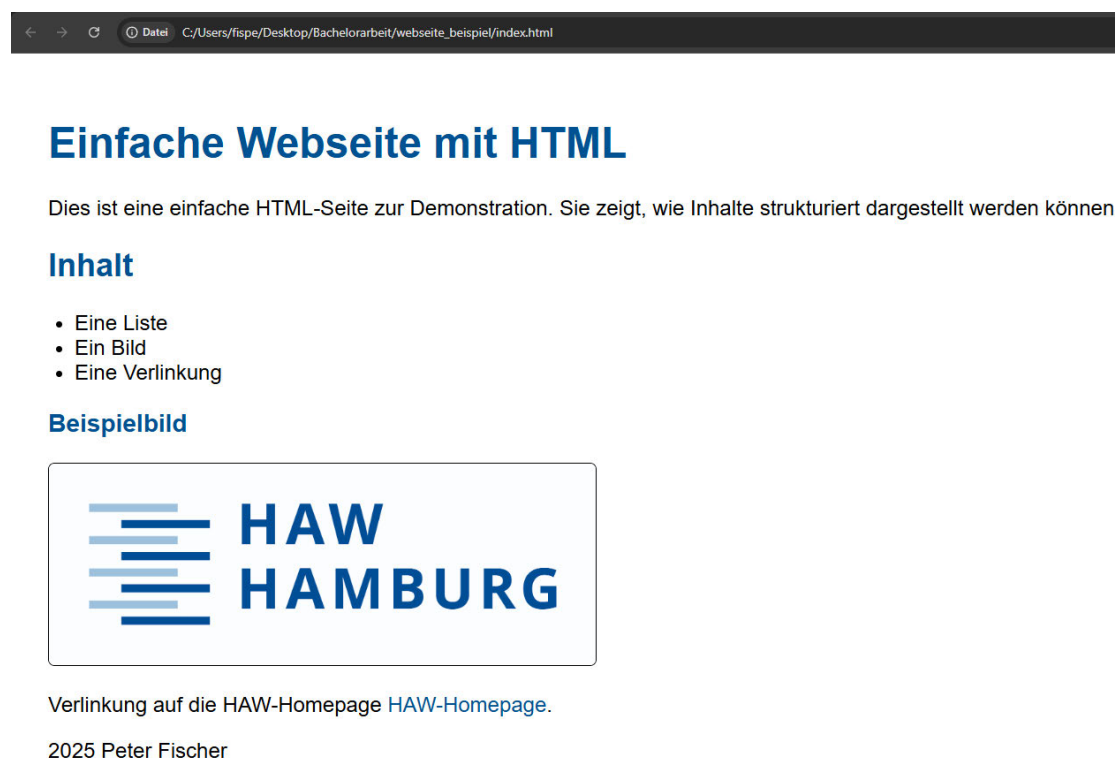 Datei C:/Users/fispe/Desktop/Bachelorarbeit/webseite_beispiel/index.html
Einfache Webseite mit HTML
Dies ist eine einfache HTML-Seite zur Demonstration. Sie zeigt, wie Inhalte strukturiert dargestellt werden können
Inhalt
• Eine Liste
• Ein Bild
• Eine Verlinkung
Beispielbild
HAW
HAMBURG
Verlinkung auf die HAW-Homepage HAW-Homepage.
2025 Peter Fischer